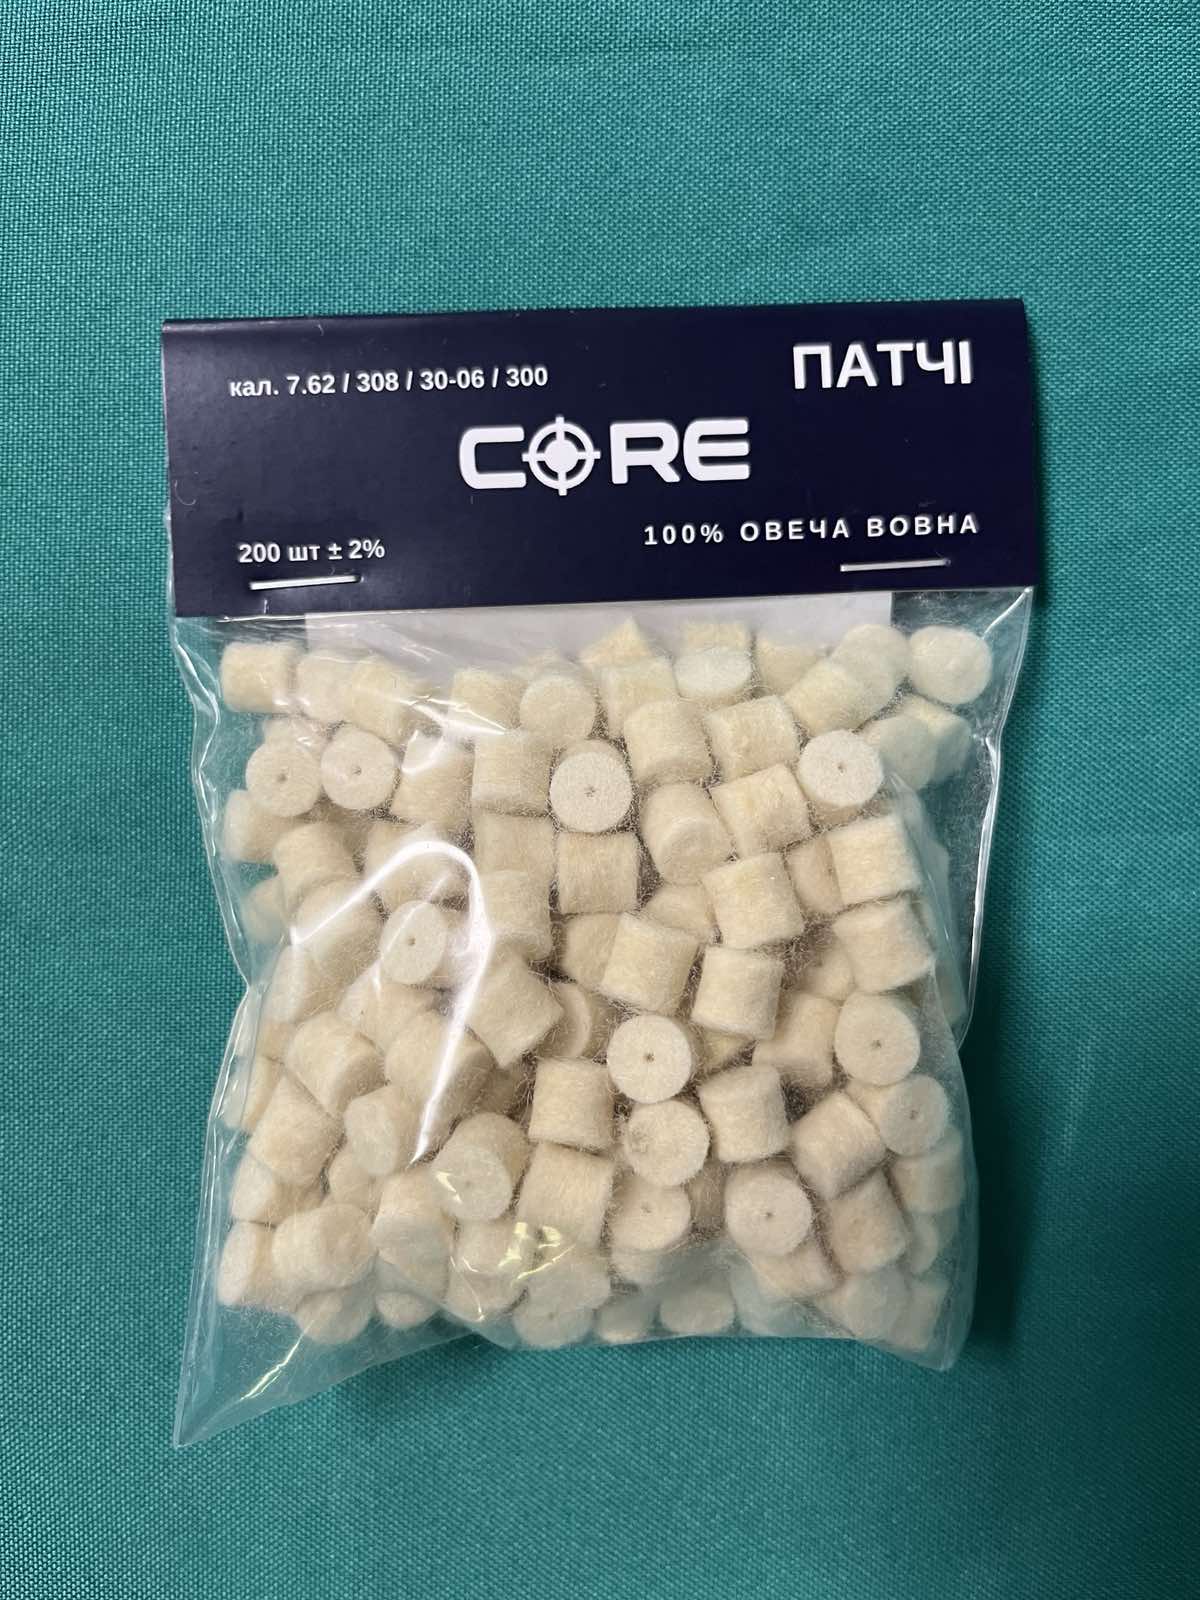 ПАТЧІ
кал. 7.62 / 308 / 30-06 / 300
CORE
100% ОВЕЧА ВОВНА
200 шт ± 2%